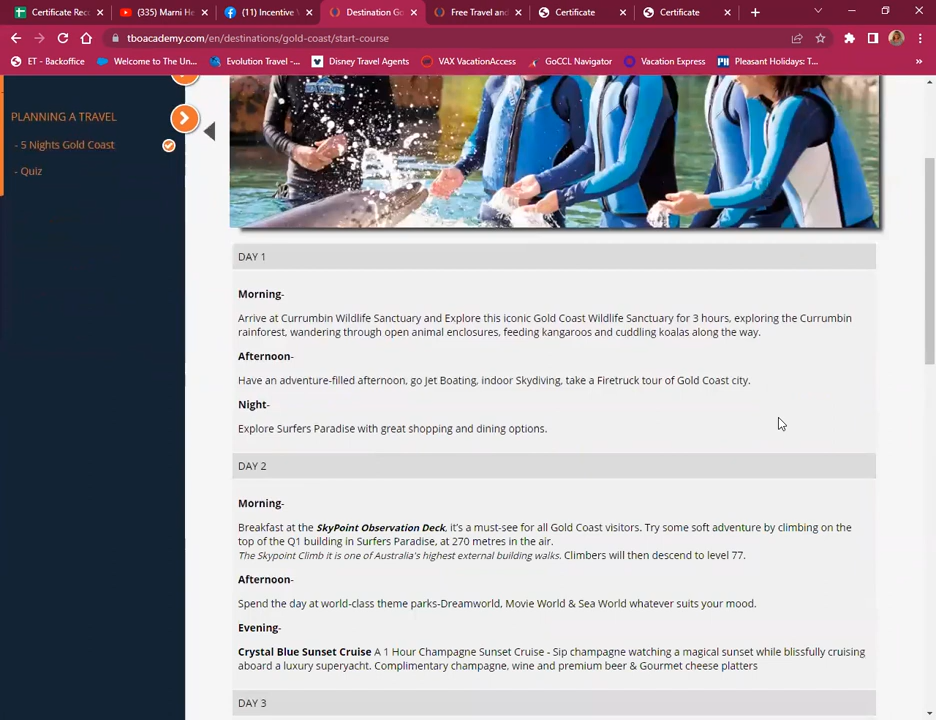 Certificate Rec
(335) Marni He
(11) Incentive
Destination Go
Free Travel and
Certificate
Certificate
tboacademy.com/en/destinations/gold-coast/start-course
ET - Backoffice
Welcome to The Un...
Evolution Travel -...
Disney Travel Agents
VAX VacationAccess
GoCCL Navigator
Vacation Express
Pleasant Holidays: T...
PLANNING A TRAVEL
- 5 Nights Gold Coast
- Quiz
DAY 1
Morning-
Arrive at Currumbin Wildlife Sanctuary and Explore this iconic Gold Coast Wildlife Sanctuary for 3 hours, exploring the Currumbin
rainforest, wandering through open animal enclosures, feeding kangaroos and cuddling koalas along the way.
Afternoon-
Have an adventure-filled afternoon, go Jet Boating, indoor Skydiving, take a Firetruck tour of Gold Coast city.
Night-
Explore Surfers Paradise with great shopping and dining options.
DAY 2
Morning-
Breakfast at the SkyPoint Observation Deck, it's a must-see for all Gold Coast visitors. Try some soft adventure by climbing on the
top of the Q1 building in Surfers Paradise, at 270 metres in the air.
The Skypoint Climb it is one of Australia's highest external building walks. Climbers will then descend to level 77.
Afternoon-
Spend the day at world-class theme parks-Dreamworld, Movie World & Sea World whatever suits your mood.
Evening-
Crystal Blue Sunset Cruise A 1 Hour Champagne Sunset Cruise - Sip champagne watching a magical sunset while blissfully cruising
aboard a luxury superyacht. Complimentary champagne, wine and premium beer & Gourmet cheese platters
DAY 3